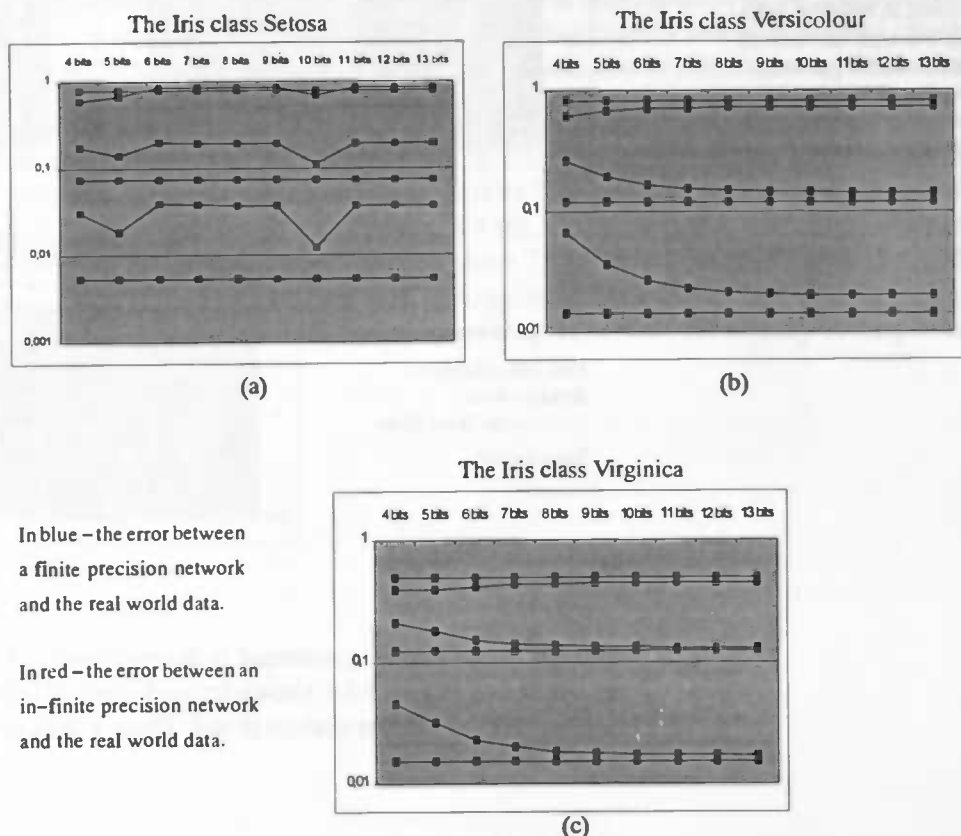 The Iris class Setosa
4 bits 5 bits 6 bits 7 bits 8 bits 9 bits 10 bits 11 bits 12 bits 13 bits
1
0,1
0,01
0,001
(a)
The Iris class Versicolour
4bits 5bits 6bits 7bits 8bits 9bits 10bits 11bits 12bits 13bits
1
0,1
0,01
(b)
The Iris class Virginica
4bits 5bits 6bits 7bits 8bits 9bits 10bits 11bits 12bits 13bits
1
0,1
0,01
(c)
In blue – the error between
a finite precision network
and the real world data.
In red – the error between an
in–finite precision network
and the real world data.